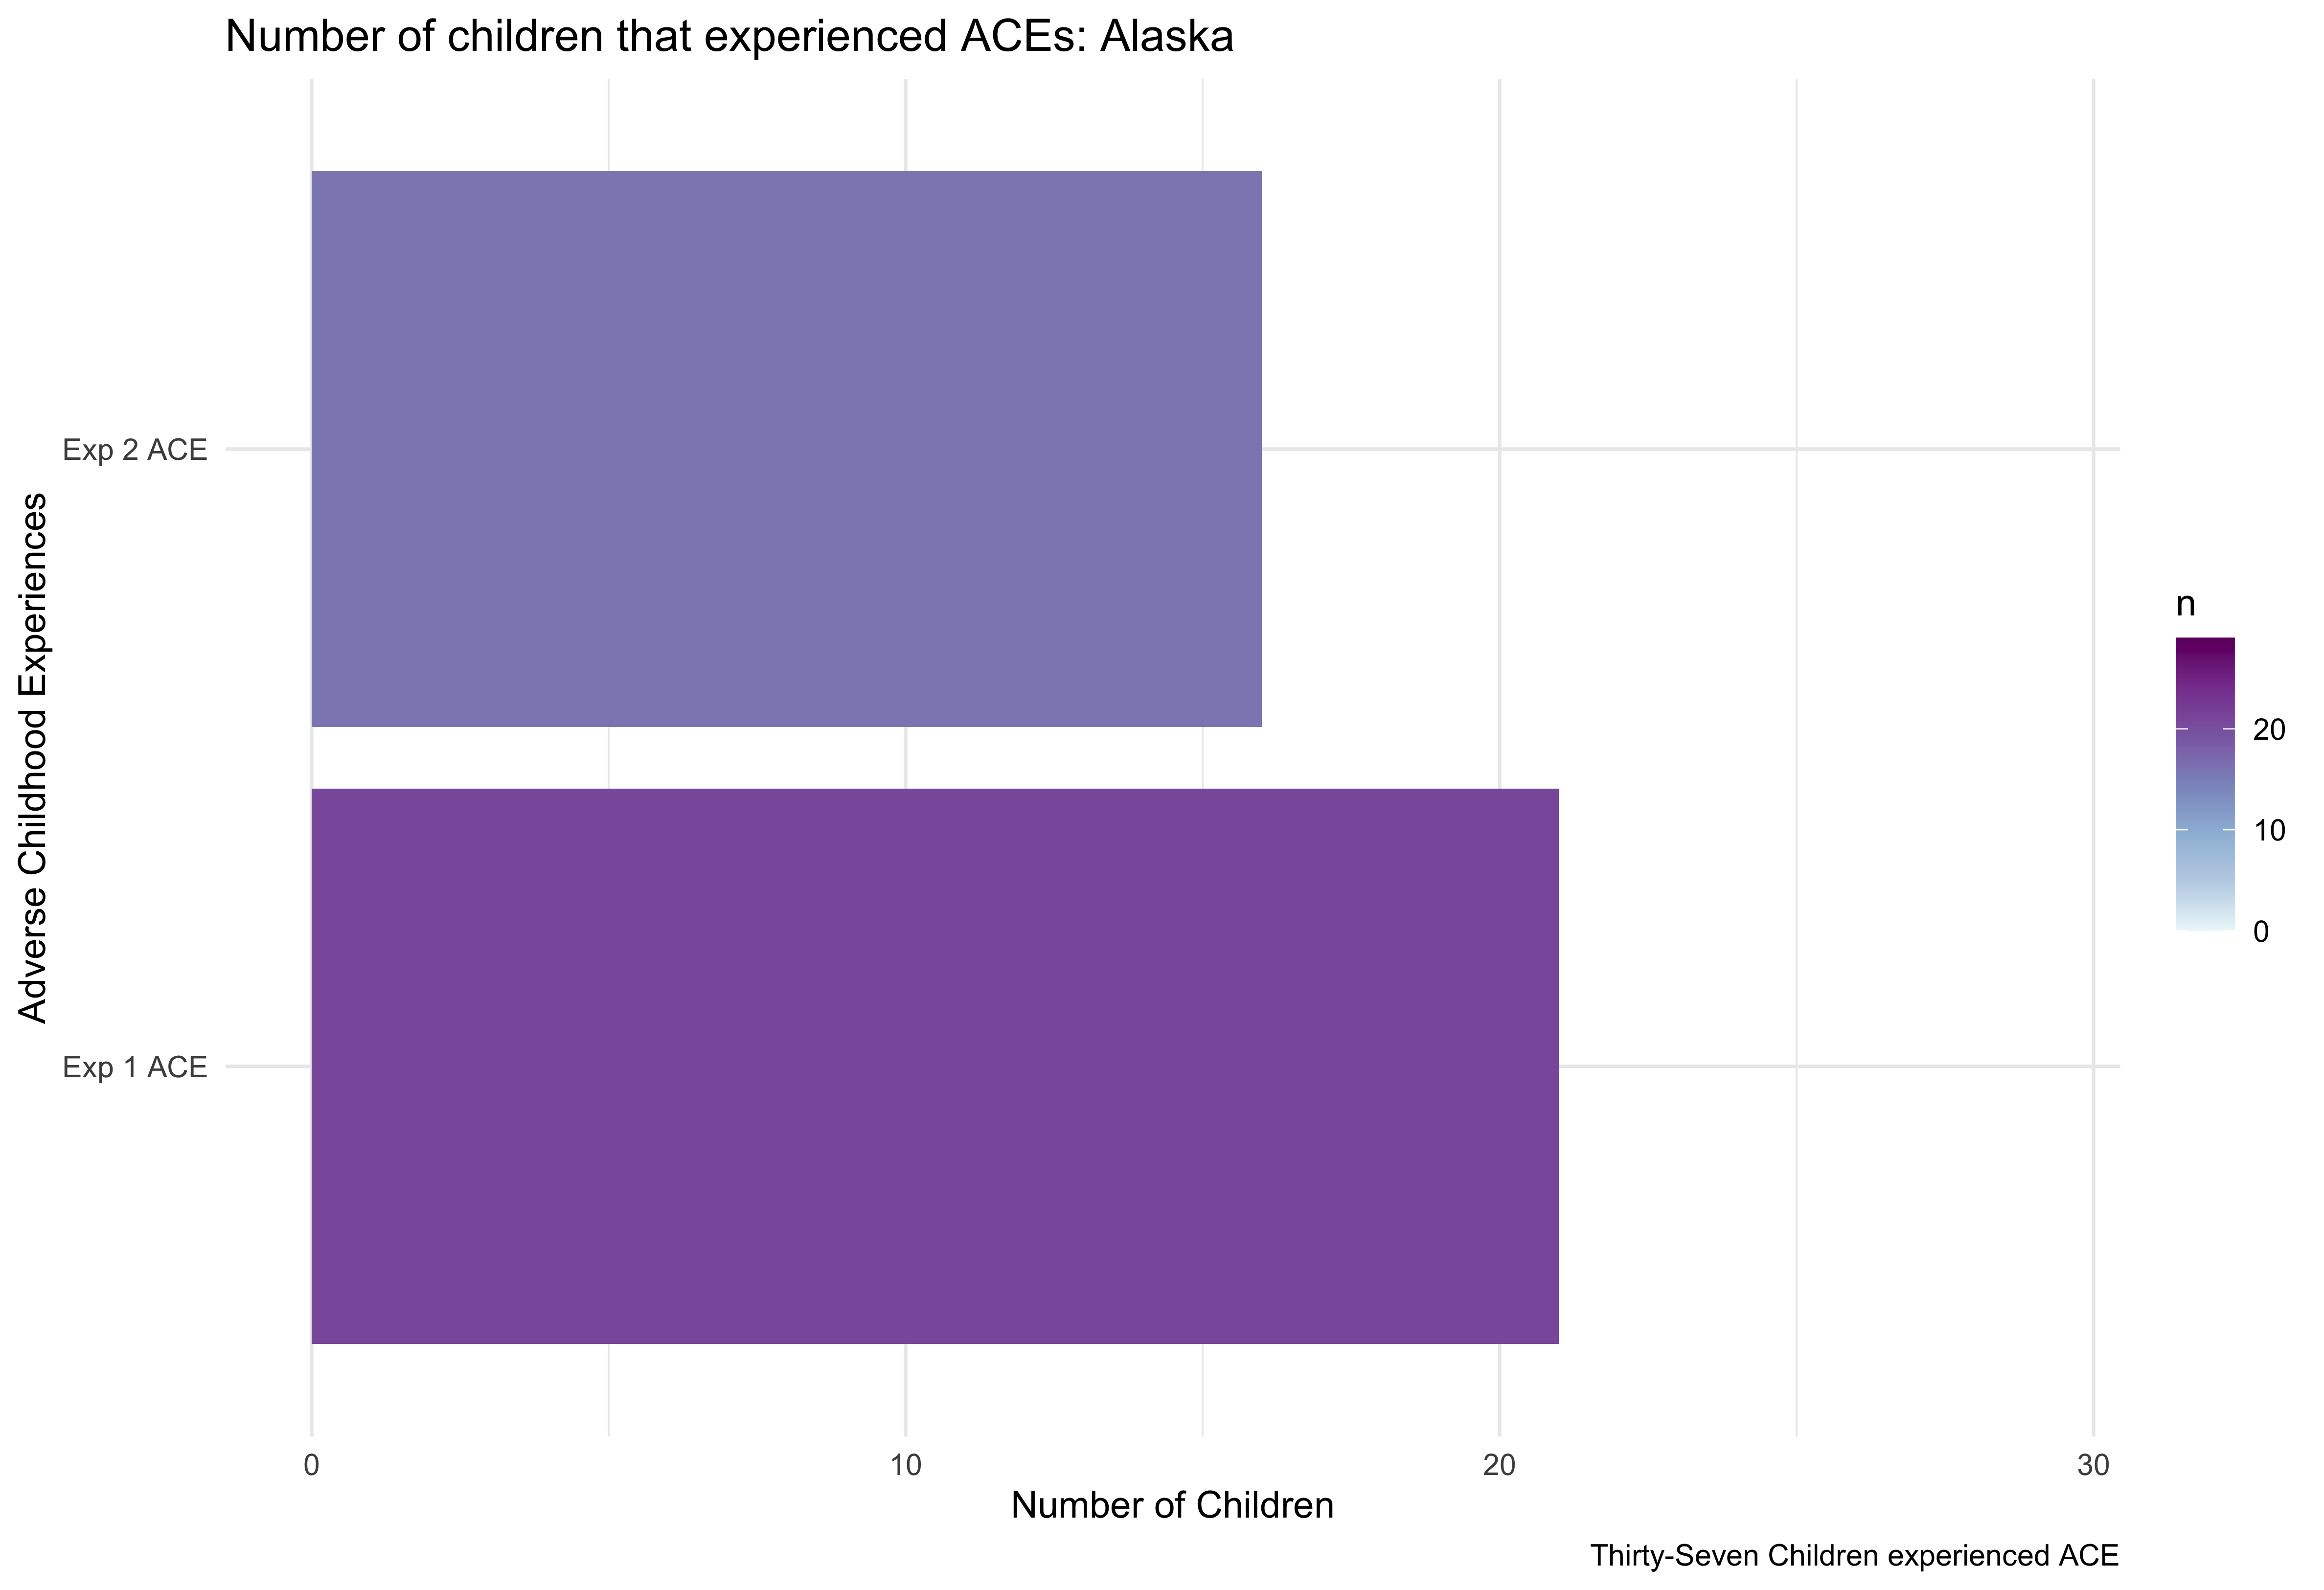 Number of children that experienced ACEs: Alaska
Adverse Childhood Experiences
Exp 2 ACE
Exp 1 ACE
0
10
20
30
Number of Children
n
20
10
0
Thirty-Seven Children experienced ACE